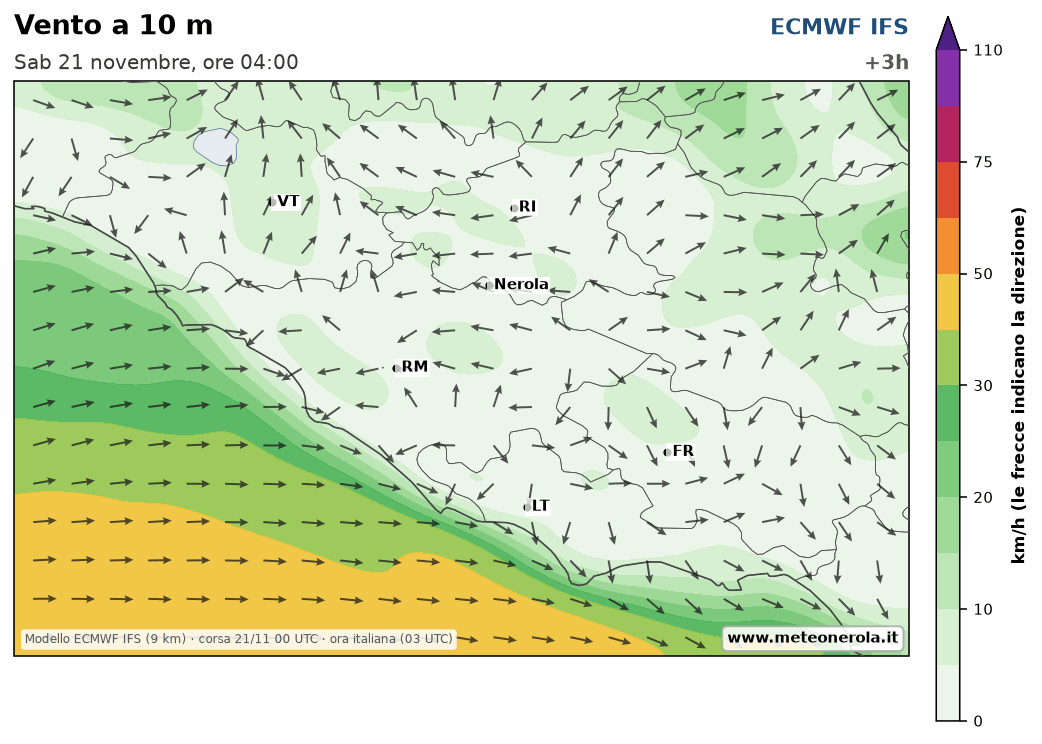 Vento a 10 m
ECMWF IFS
Sab 21 novembre, ore 04:00
+3h
VT
RI
Nerola
RM
FR
LT
Modello ECMWF IFS (9 km) · corsa 21/11 00 UTC · ora italiana (03 UTC)
www.meteonerola.it
110
75
50
30
20
10
0
km/h (le frecce indicano la direzione)